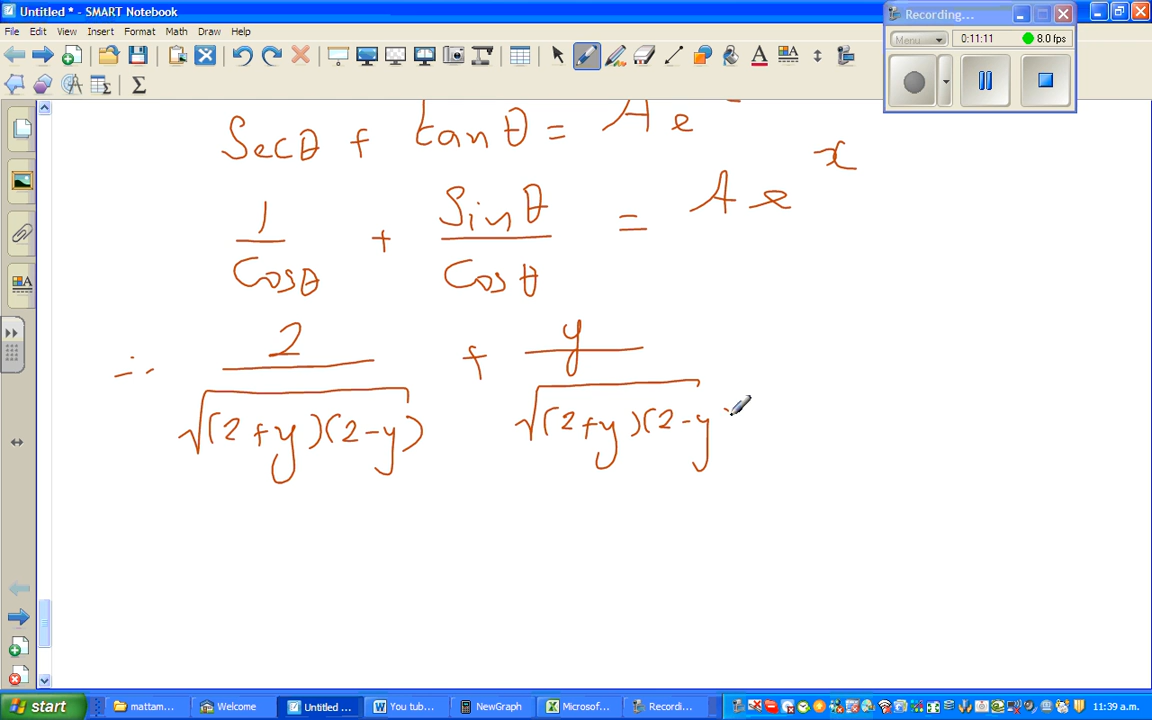 Untitled * - SMART Notebook
Recording...
File Edit View Insert Format Math Draw Help
Menu
0:11:11
8.0 fps
Secθ + tanθ = A e
1/Cosθ + Sinθ/Cosθ = A e^x
∴ 2/√(2+y)(2-y) + y/√(2+y)(2-y
start
mattam...
Welcome
Untitled ...
You tub...
NewGraph
Microsof...
Recordi...
11:39 a.m.